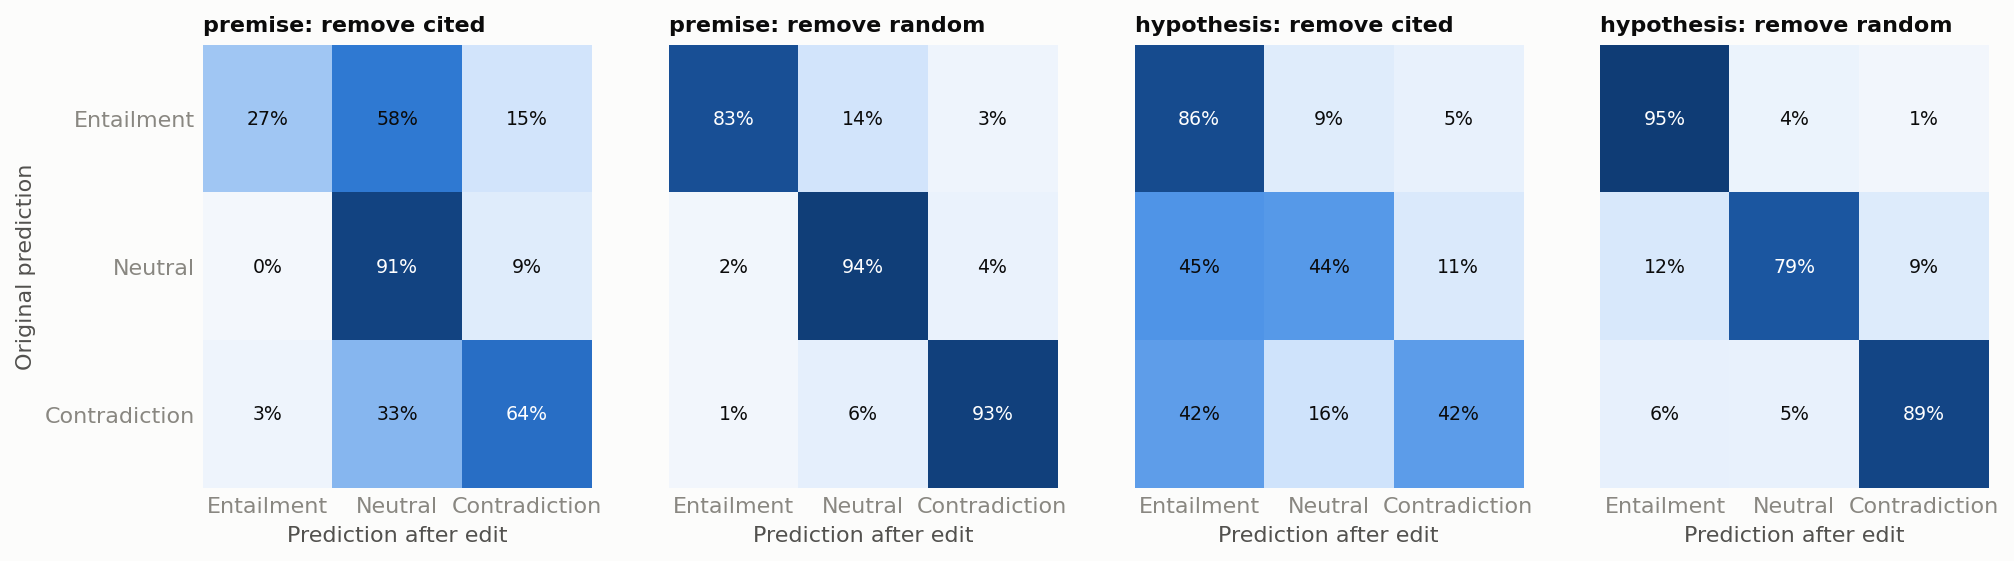 premise: remove cited
premise: remove random
hypothesis: remove cited
hypothesis: remove random
Original prediction
Entailment
27% 58% 15%
83% 14% 3%
86% 9% 5%
95% 4% 1%
Neutral
0% 91% 9%
2% 94% 4%
45% 44% 11%
12% 79% 9%
Contradiction
3% 33% 64%
1% 6% 93%
42% 16% 42%
6% 5% 89%
Entailment Neutral Contradiction
Entailment Neutral Contradiction
Entailment Neutral Contradiction
Entailment Neutral Contradiction
Prediction after edit
Prediction after edit
Prediction after edit
Prediction after edit